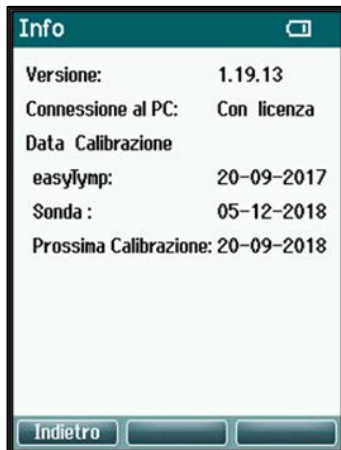 Info
Versione: 1.19.13
Connessione al PC: Con licenza
Data Calibrazione
easyTymp: 20-09-2017
Sonda : 05-12-2018
Prossima Calibrazione: 20-09-2018
Indietro